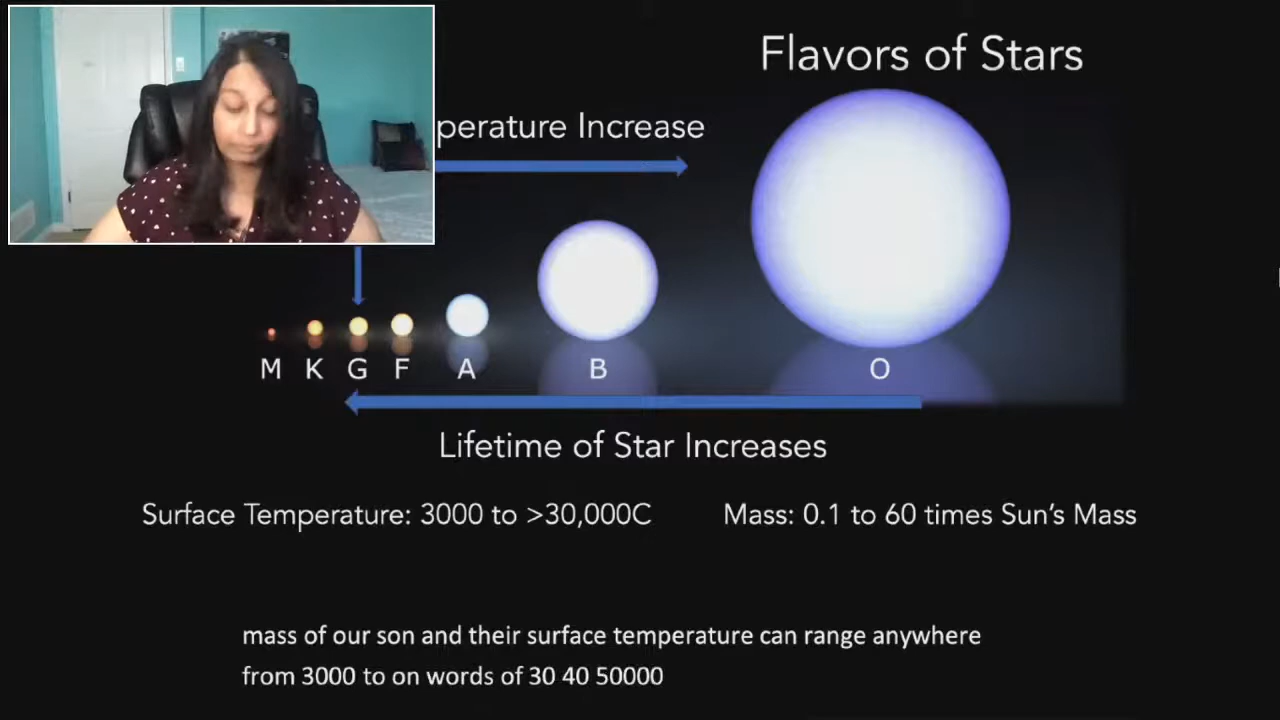 Flavors of Stars
perature Increase
M K G F A B O
Lifetime of Star Increases
Surface Temperature: 3000 to >30,000C Mass: 0.1 to 60 times Sun's Mass
mass of our son and their surface temperature can range anywhere
from 3000 to on words of 30 40 50000